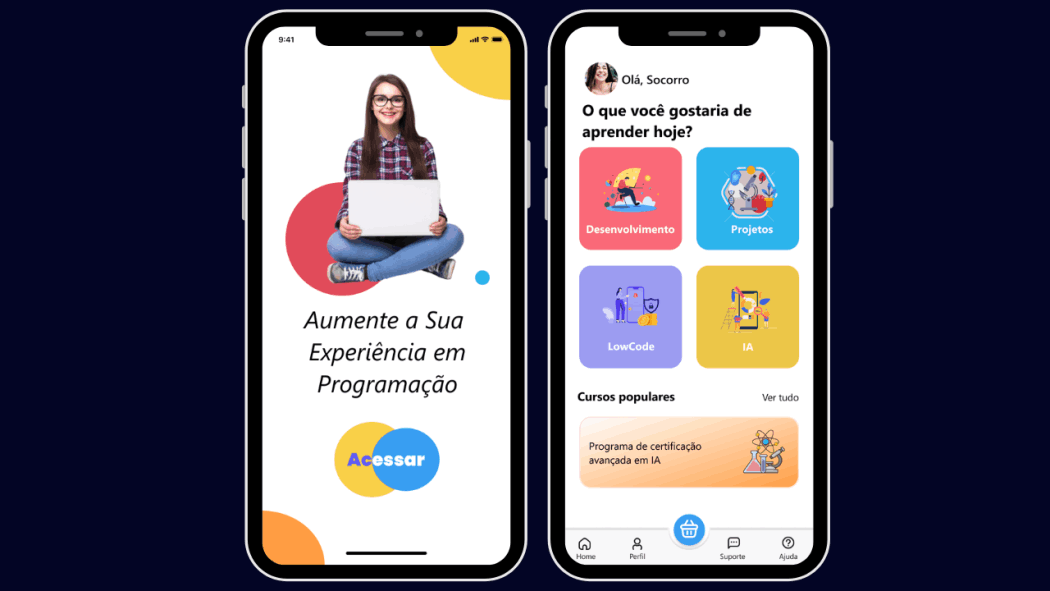 9:41
Aumente a Sua
Experiência em
Programação
Acessar
Olá, Socorro
O que você gostaria de
aprender hoje?
Desenvolvimento
Projetos
LowCode
IA
Cursos populares
Ver tudo
Programa de certificação
avançada em IA
Home
Perfil
Suporte
Ajuda